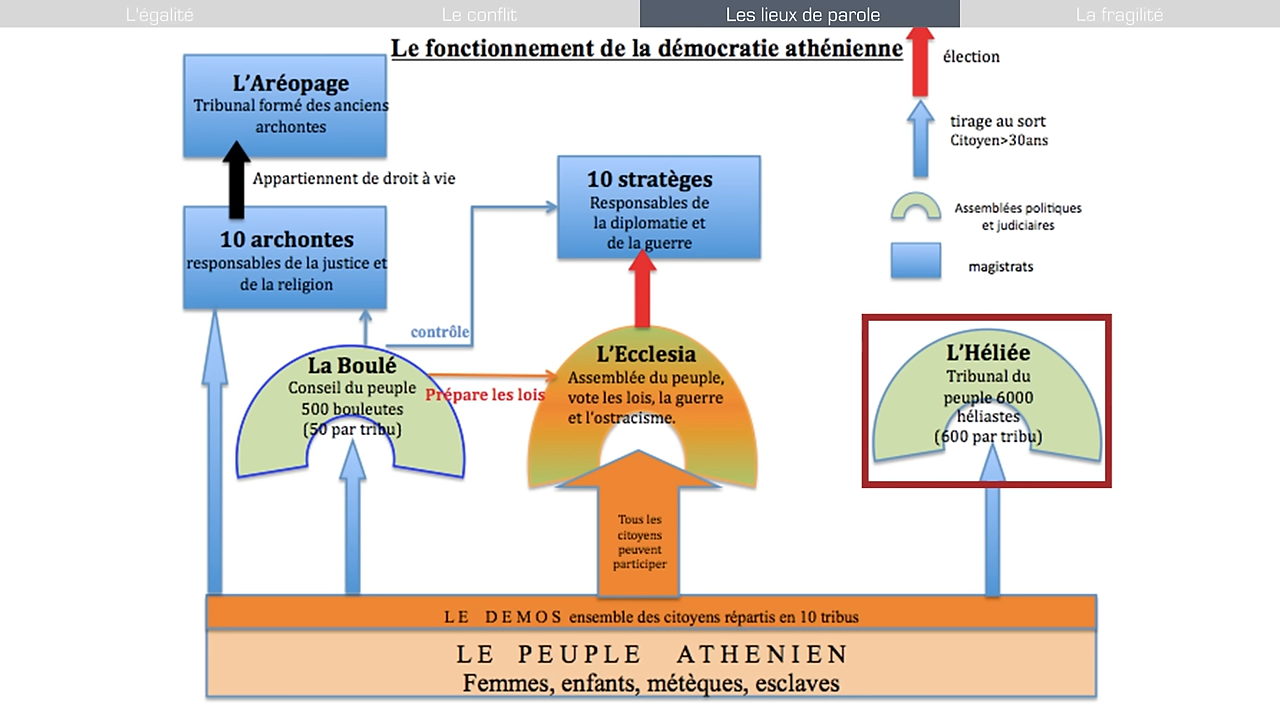 L'égalité
Le conflit
Les lieux de parole
La fragilité
Le fonctionnement de la démocratie athénienne
élection
tirage au sort
Citoyen>30ans
Assemblées politiques
et judiciaires
magistrats
L'Aréopage
Tribunal formé des anciens
archontes
Appartiennent de droit à vie
10 archontes
responsables de la justice et
de la religion
10 stratèges
Responsables de
la diplomatie et
de la guerre
contrôle
La Boulé
Conseil du peuple
500 bouleutes
(50 par tribu)
Prépare les lois
L'Ecclesia
Assemblée du peuple,
vote les lois, la guerre
et l'ostracisme.
L'Héliée
Tribunal du
peuple 6000
héliastes
(600 par tribu)
Tous les
citoyens
peuvent
participer
LE DEMOS ensemble des citoyens répartis en 10 tribus
LE PEUPLE ATHENIEN
Femmes, enfants, métèques, esclaves